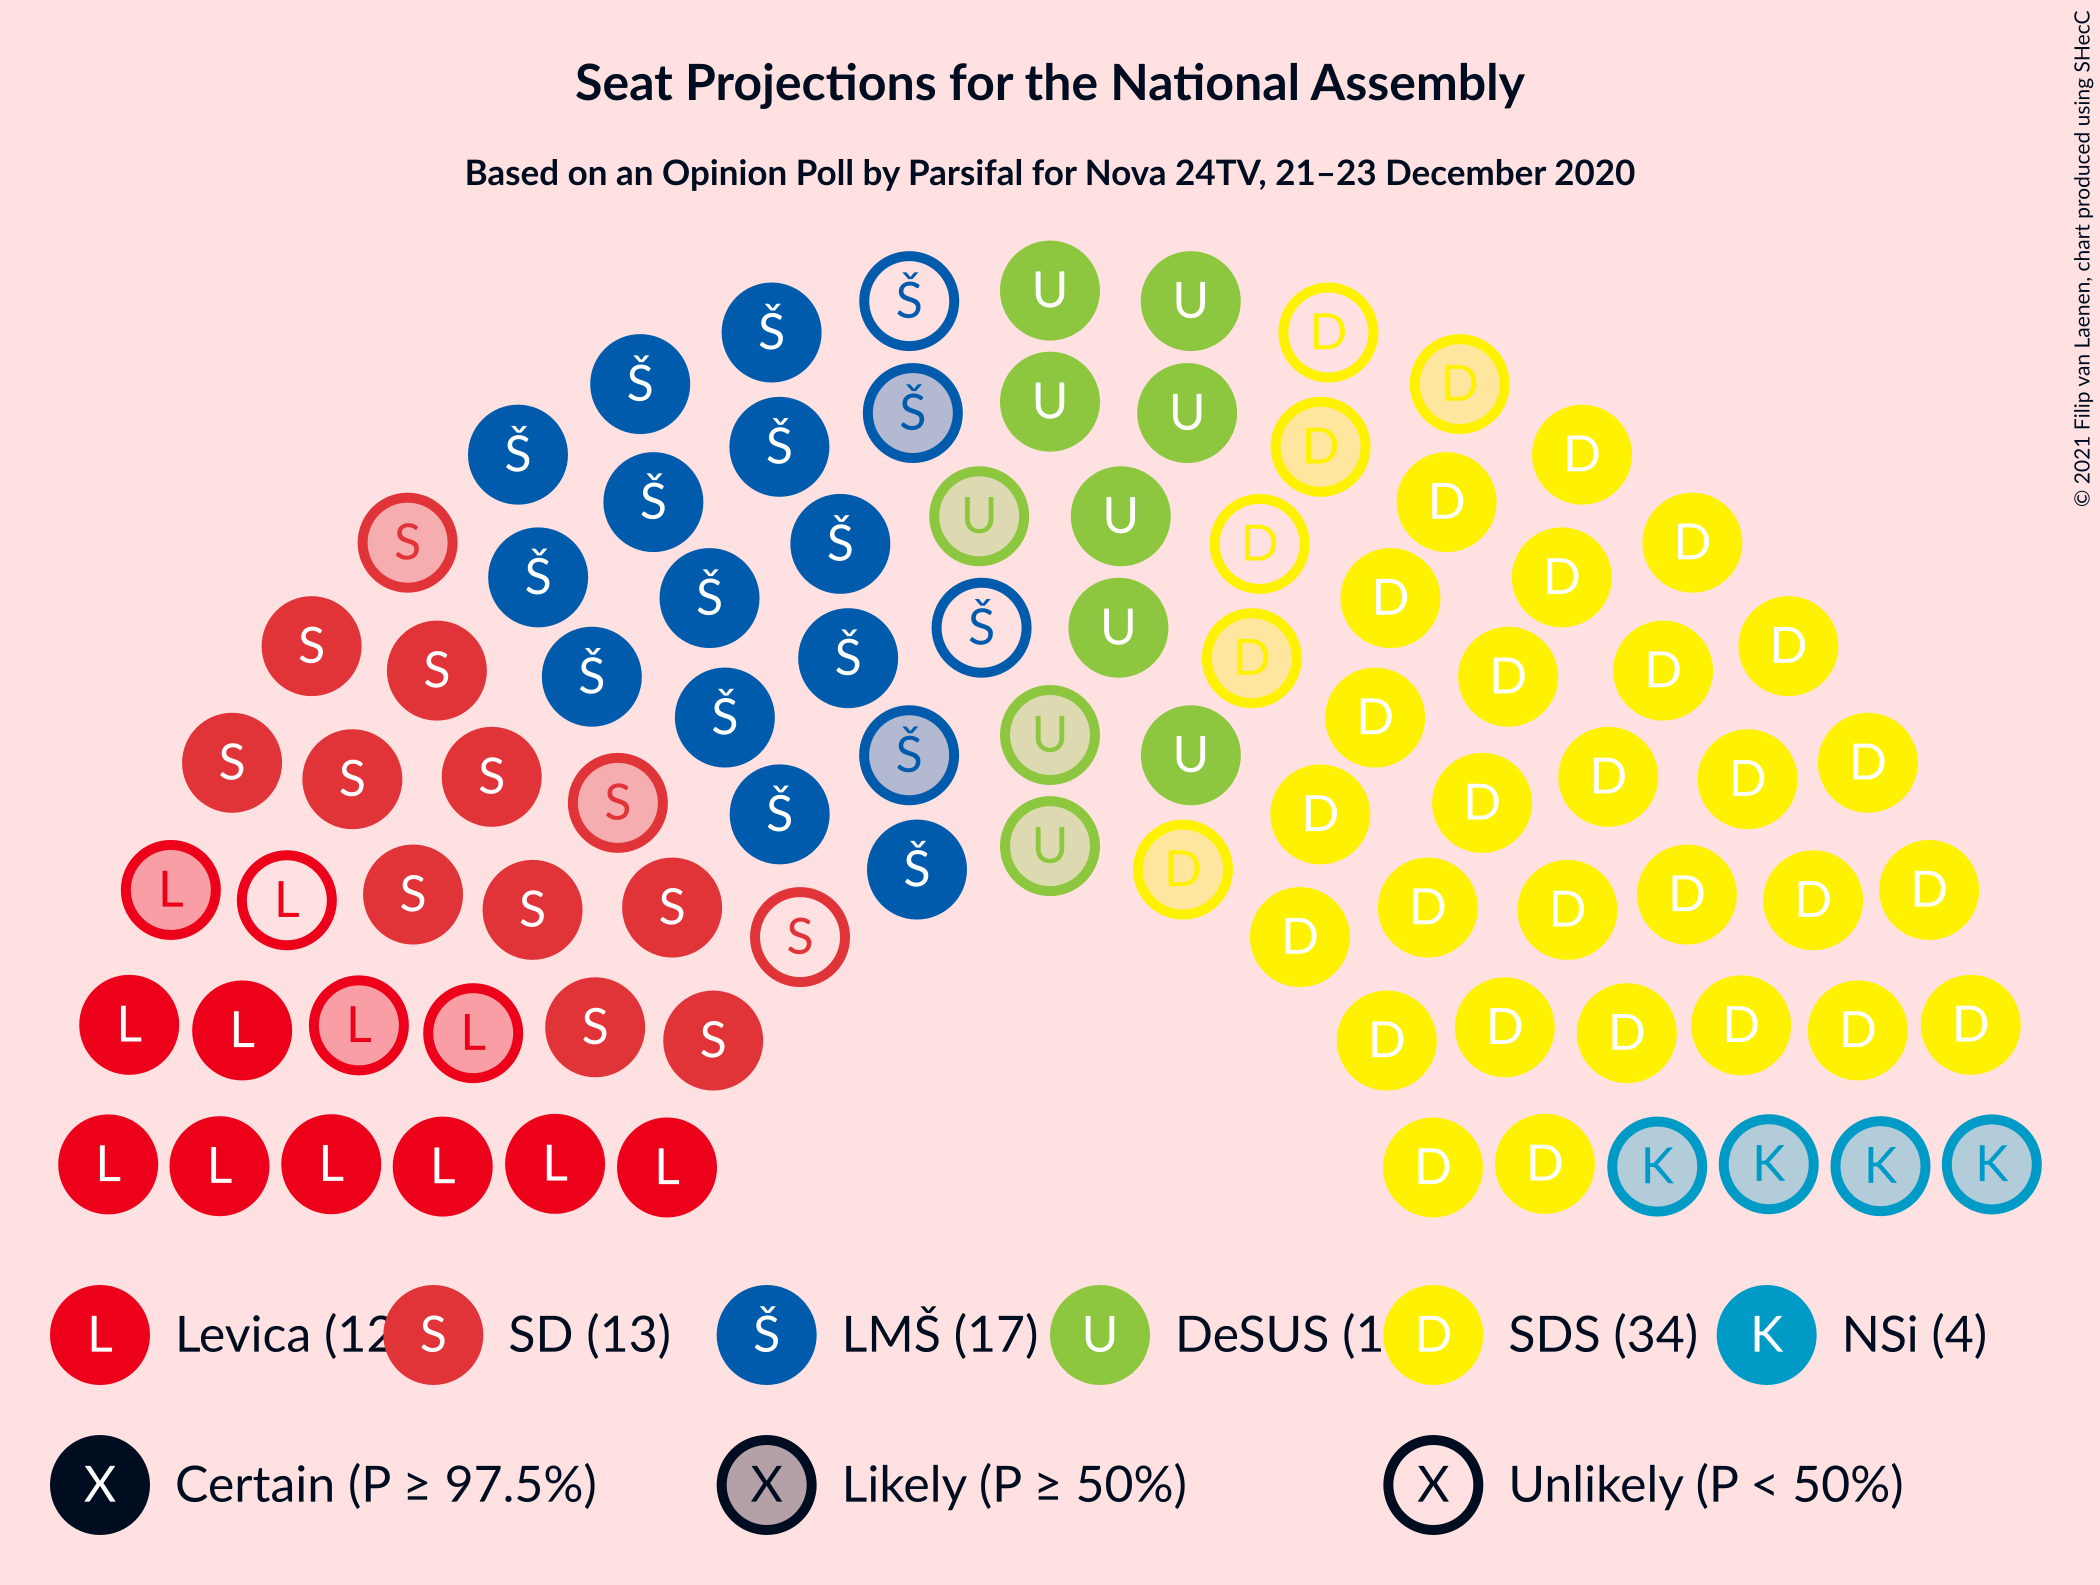 Seat Projections for the National Assembly
Based on an Opinion Poll by Parsifal for Nova 24TV, 21–23 December 2020
© 2021 Filip van Laenen, chart produced using SHecC
Š U U D
Š D
Š Š U U D D
Š Š D D
S Š U U D D
Š Š Š D D D
S S Š Š Š U D D D D
S S S Š Š U U D D D D
S Š D D
L L S S S Š U D D D D D D
S D
L L L L S S D D D D D D
L L L L L L D D K K K K
L Levica (12 S SD (13) Š LMŠ (17) U DeSUS (1 D SDS (34) K NSi (4)
X Certain (P ≥ 97.5%) X Likely (P ≥ 50%) X Unlikely (P < 50%)